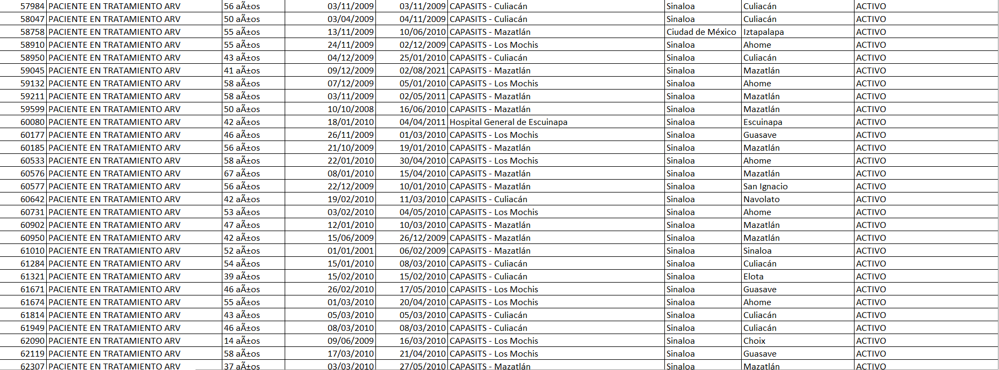 57984 PACIENTE EN TRATAMIENTO ARV 56 aÃ±os 03/11/2009 03/11/2009 CAPASITS - Culiacán Sinaloa Culiacán ACTIVO
58047 PACIENTE EN TRATAMIENTO ARV 50 aÃ±os 03/04/2009 04/11/2009 CAPASITS - Culiacán Sinaloa Culiacán ACTIVO
58758 PACIENTE EN TRATAMIENTO ARV 55 aÃ±os 13/11/2009 10/06/2010 CAPASITS - Mazatlán Ciudad de México Iztapalapa ACTIVO
58910 PACIENTE EN TRATAMIENTO ARV 55 aÃ±os 24/11/2009 02/12/2009 CAPASITS - Los Mochis Sinaloa Ahome ACTIVO
58950 PACIENTE EN TRATAMIENTO ARV 43 aÃ±os 04/12/2009 25/01/2010 CAPASITS - Culiacán Sinaloa Culiacán ACTIVO
59045 PACIENTE EN TRATAMIENTO ARV 41 aÃ±os 09/12/2009 02/08/2021 CAPASITS - Mazatlán Sinaloa Mazatlán ACTIVO
59132 PACIENTE EN TRATAMIENTO ARV 58 aÃ±os 07/12/2009 05/01/2010 CAPASITS - Los Mochis Sinaloa Ahome ACTIVO
59211 PACIENTE EN TRATAMIENTO ARV 58 aÃ±os 03/11/2009 02/05/2011 CAPASITS - Mazatlán Sinaloa Mazatlán ACTIVO
59599 PACIENTE EN TRATAMIENTO ARV 50 aÃ±os 10/10/2008 16/06/2010 CAPASITS - Mazatlán Sinaloa Mazatlán ACTIVO
60080 PACIENTE EN TRATAMIENTO ARV 42 aÃ±os 18/01/2010 04/04/2011 Hospital General de Escuinapa Sinaloa Escuinapa ACTIVO
60177 PACIENTE EN TRATAMIENTO ARV 46 aÃ±os 26/11/2009 01/03/2010 CAPASITS - Los Mochis Sinaloa Guasave ACTIVO
60185 PACIENTE EN TRATAMIENTO ARV 56 aÃ±os 21/10/2009 19/01/2010 CAPASITS - Mazatlán Sinaloa Mazatlán ACTIVO
60533 PACIENTE EN TRATAMIENTO ARV 58 aÃ±os 22/01/2010 30/04/2010 CAPASITS - Los Mochis Sinaloa Ahome ACTIVO
60576 PACIENTE EN TRATAMIENTO ARV 67 aÃ±os 08/01/2010 15/04/2010 CAPASITS - Mazatlán Sinaloa Mazatlán ACTIVO
60577 PACIENTE EN TRATAMIENTO ARV 56 aÃ±os 22/12/2009 10/01/2010 CAPASITS - Mazatlán Sinaloa San Ignacio ACTIVO
60642 PACIENTE EN TRATAMIENTO ARV 42 aÃ±os 19/02/2010 11/03/2010 CAPASITS - Culiacán Sinaloa Navolato ACTIVO
60731 PACIENTE EN TRATAMIENTO ARV 53 aÃ±os 03/02/2010 04/05/2010 CAPASITS - Los Mochis Sinaloa Ahome ACTIVO
60902 PACIENTE EN TRATAMIENTO ARV 47 aÃ±os 12/01/2010 10/03/2010 CAPASITS - Mazatlán Sinaloa Mazatlán ACTIVO
60950 PACIENTE EN TRATAMIENTO ARV 42 aÃ±os 15/06/2009 26/12/2009 CAPASITS - Mazatlán Sinaloa Mazatlán ACTIVO
61010 PACIENTE EN TRATAMIENTO ARV 52 aÃ±os 01/01/2001 06/02/2009 CAPASITS - Mazatlán Sinaloa Sinaloa ACTIVO
61284 PACIENTE EN TRATAMIENTO ARV 54 aÃ±os 15/01/2010 08/03/2010 CAPASITS - Culiacán Sinaloa Culiacán ACTIVO
61321 PACIENTE EN TRATAMIENTO ARV 39 aÃ±os 15/02/2010 15/02/2010 CAPASITS - Culiacán Sinaloa Elota ACTIVO
61671 PACIENTE EN TRATAMIENTO ARV 46 aÃ±os 26/02/2010 17/05/2010 CAPASITS - Los Mochis Sinaloa Guasave ACTIVO
61674 PACIENTE EN TRATAMIENTO ARV 55 aÃ±os 01/03/2010 20/04/2010 CAPASITS - Los Mochis Sinaloa Ahome ACTIVO
61814 PACIENTE EN TRATAMIENTO ARV 43 aÃ±os 05/03/2010 05/03/2010 CAPASITS - Culiacán Sinaloa Culiacán ACTIVO
61949 PACIENTE EN TRATAMIENTO ARV 46 aÃ±os 08/03/2010 08/03/2010 CAPASITS - Culiacán Sinaloa Culiacán ACTIVO
62090 PACIENTE EN TRATAMIENTO ARV 14 aÃ±os 09/06/2009 16/03/2010 CAPASITS - Los Mochis Sinaloa Choix ACTIVO
62119 PACIENTE EN TRATAMIENTO ARV 58 aÃ±os 17/03/2010 21/04/2010 CAPASITS - Los Mochis Sinaloa Guasave ACTIVO
62307 PACIENTE EN TRATAMIENTO ARV 37 aÃ±os 03/03/2010 27/05/2010 CAPASITS - Mazatlán Sinaloa Mazatlán ACTIVO